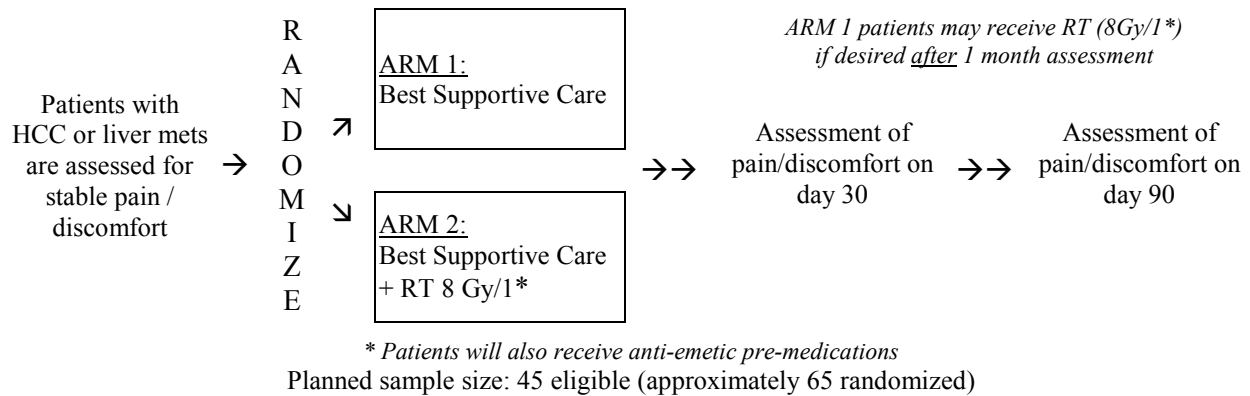 Patients with
HCC or liver mets
are assessed for →
stable pain /
discomfort
R
A
N
D
O
M
I
Z
E
↗
↘
ARM 1:
Best Supportive Care
ARM 2:
Best Supportive Care
+ RT 8 Gy/1*
ARM 1 patients may receive RT (8Gy/1*)
if desired after 1 month assessment
→→
Assessment of
pain/discomfort on
day 30
→→
Assessment of
pain/discomfort on
day 90
* Patients will also receive anti-emetic pre-medications
Planned sample size: 45 eligible (approximately 65 randomized)